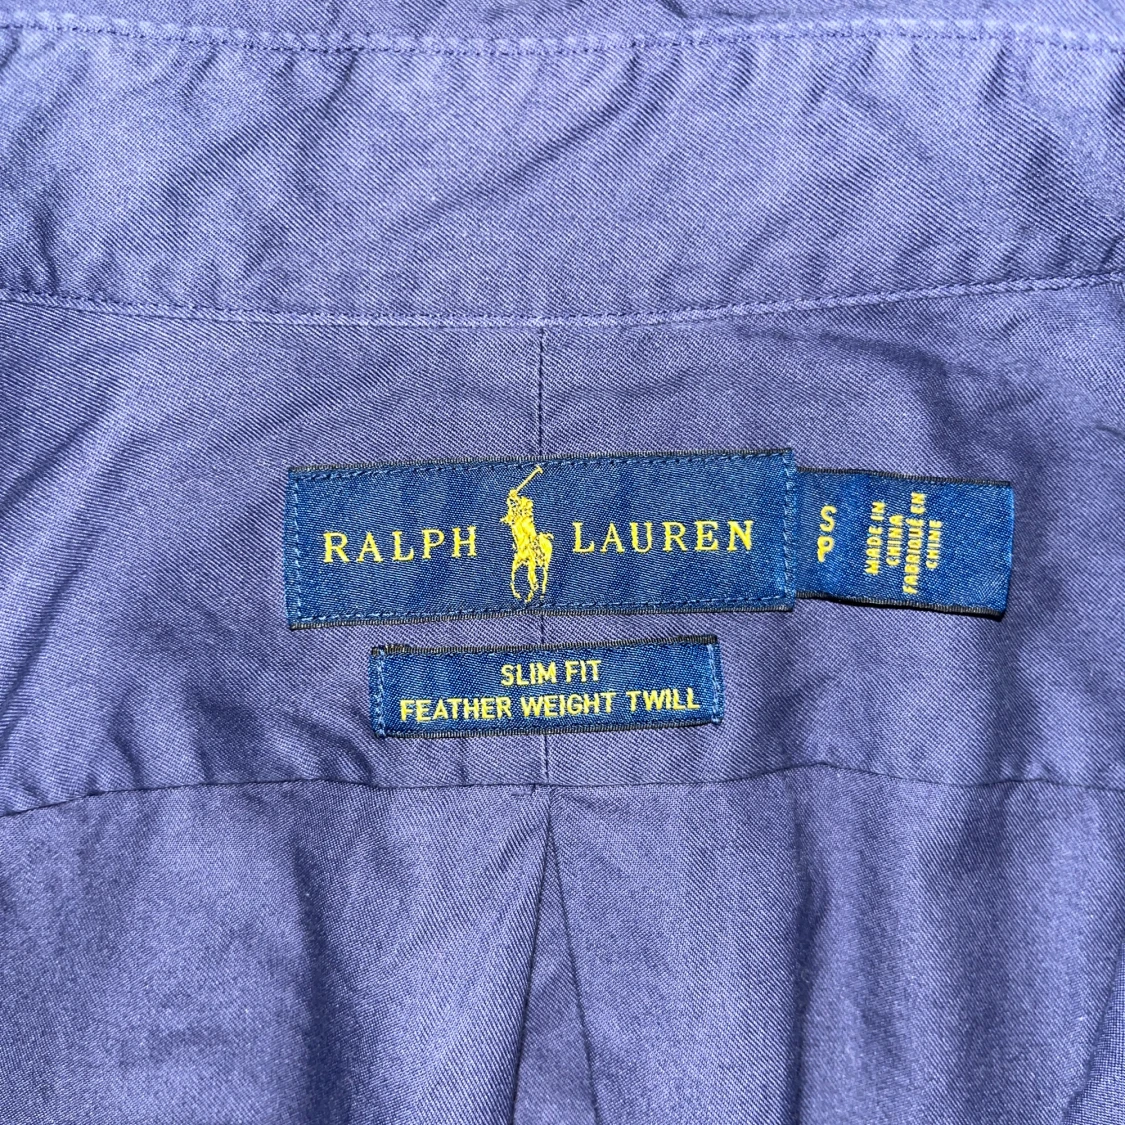 RALPH LAUREN
S
P
MADE IN
CHINA
FABRIQUÉ EN
CHINE
SLIM FIT
FEATHER WEIGHT TWILL